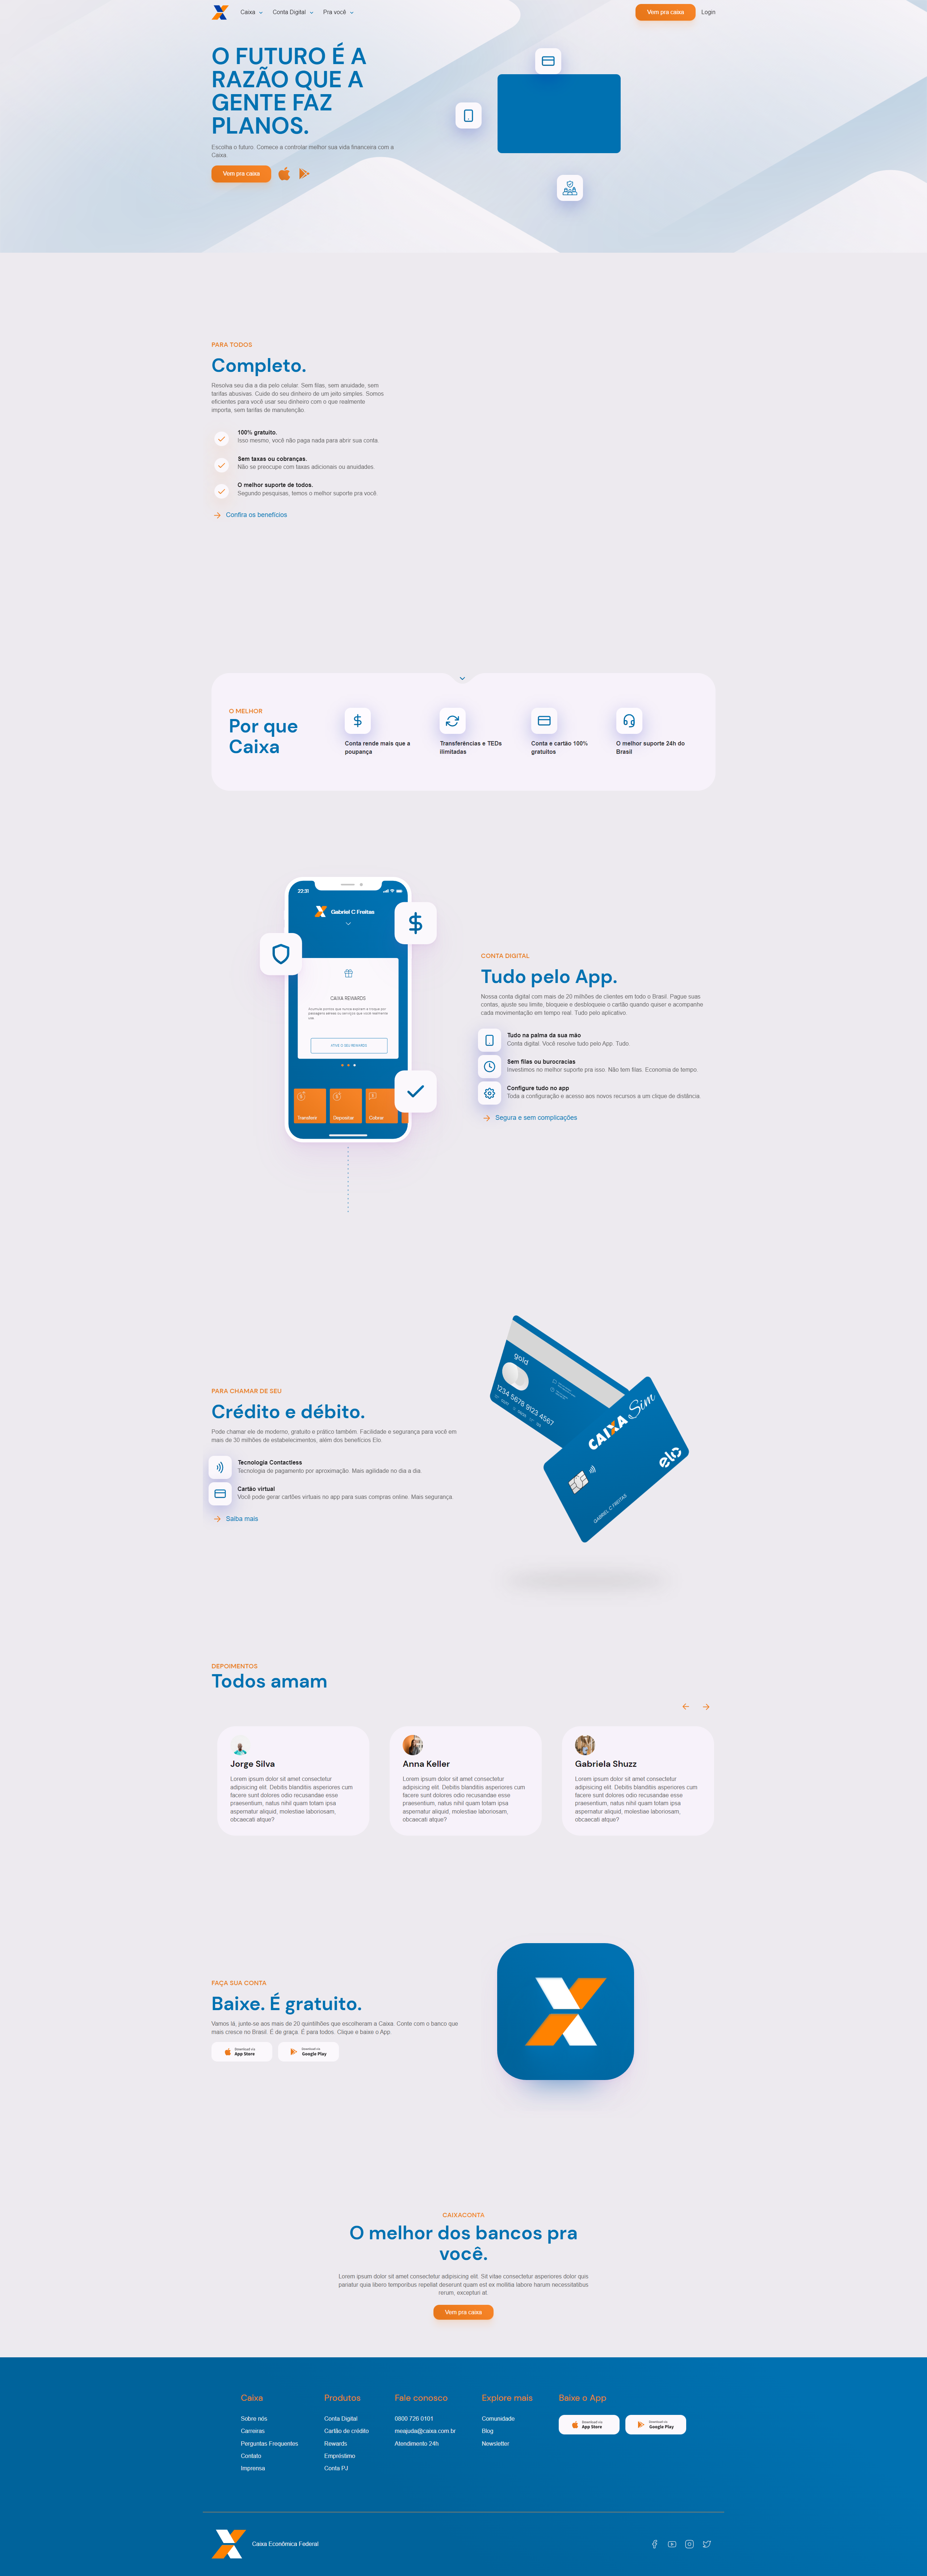 Caixa
Conta Digital
Pra você
Vem pra caixa
Login
O FUTURO É A
RAZÃO QUE A
GENTE FAZ
PLANOS.
Escolha o futuro. Comece a controlar melhor sua vida financeira com a
Caixa.
Vem pra caixa
PARA TODOS
Completo.
Resolva seu dia a dia pelo celular. Sem filas, sem anuidade, sem
tarifas abusivas. Cuide do seu dinheiro de um jeito simples. Somos
eficientes para você usar seu dinheiro com o que realmente
importa, sem tarifas de manutenção.
100% gratuito.
Isso mesmo, você não paga nada para abrir sua conta.
Sem taxas ou cobranças.
Não se preocupe com taxas adicionais ou anuidades.
O melhor suporte de todos.
Segundo pesquisas, temos o melhor suporte pra você.
Confira os benefícios
O MELHOR
Por que
Caixa
Conta rende mais que a
poupança
Transferências e TEDs
ilimitadas
Conta e cartão 100%
gratuitos
O melhor suporte 24h do
Brasil
22:31
Gabriel C Freitas
CAIXA REWARDS
ATIVE O SEU REWARDS
Transferir
Depositar
Cobrar
CONTA DIGITAL
Tudo pelo App.
Nossa conta digital com mais de 20 milhões de clientes em todo o Brasil. Pague suas
contas, ajuste seu limite, bloqueie e desbloqueie o cartão quando quiser e acompanhe
cada movimentação em tempo real. Tudo pelo aplicativo.
Tudo na palma da sua mão
Conta digital. Você resolve tudo pelo App. Tudo.
Sem filas ou burocracias
Investimos no melhor suporte pra isso. Não tem filas. Economia de tempo.
Configure tudo no app
Toda a configuração e acesso aos novos recursos a um clique de distância.
Segura e sem complicações
PARA CHAMAR DE SEU
Crédito e débito.
Pode chamar ele de moderno, gratuito e prático também. Facilidade e segurança para você em
mais de 30 milhões de estabelecimentos, além dos benefícios Elo.
Tecnologia Contactless
Tecnologia de pagamento por aproximação. Mais agilidade no dia a dia.
Cartão virtual
Você pode gerar cartões virtuais no app para suas compras online. Mais segurança.
Saiba mais
gold
1234 5678 9123 4567
CAIXA Sim
elo
GABRIEL C FREITAS
DEPOIMENTOS
Todos amam
Jorge Silva
Lorem ipsum dolor sit amet consectetur
adipisicing elit. Debitis blanditiis asperiores cum
facere sunt dolores odio recusandae esse
praesentium, natus nihil quam totam ipsa
aspernatur aliquid, molestiae laboriosam,
obcaecati atque?
Anna Keller
Lorem ipsum dolor sit amet consectetur
adipisicing elit. Debitis blanditiis asperiores cum
facere sunt dolores odio recusandae esse
praesentium, natus nihil quam totam ipsa
aspernatur aliquid, molestiae laboriosam,
obcaecati atque?
Gabriela Shuzz
Lorem ipsum dolor sit amet consectetur
adipisicing elit. Debitis blanditiis asperiores cum
facere sunt dolores odio recusandae esse
praesentium, natus nihil quam totam ipsa
aspernatur aliquid, molestiae laboriosam,
obcaecati atque?
FAÇA SUA CONTA
Baixe. É gratuito.
Vamos lá, junte-se aos mais de 20 quintilhões que escolheram a Caixa. Conte com o banco que
mais cresce no Brasil. É de graça. É para todos. Clique e baixe o App.
Download via
App Store
Download via
Google Play
CAIXACONTA
O melhor dos bancos pra
você.
Lorem ipsum dolor sit amet consectetur adipisicing elit. Sit vitae consectetur asperiores dolor quis
pariatur quia libero temporibus repellat deserunt quam est ex mollitia labore harum necessitatibus
rerum, excepturi at.
Vem pra caixa
Caixa
Sobre nós
Carreiras
Perguntas Frequentes
Contato
Imprensa
Produtos
Conta Digital
Cartão de crédito
Rewards
Empréstimo
Conta PJ
Fale conosco
0800 726 0101
meajuda@caixa.com.br
Atendimento 24h
Explore mais
Comunidade
Blog
Newsletter
Baixe o App
Download via
App Store
Download via
Google Play
Caixa Econômica Federal